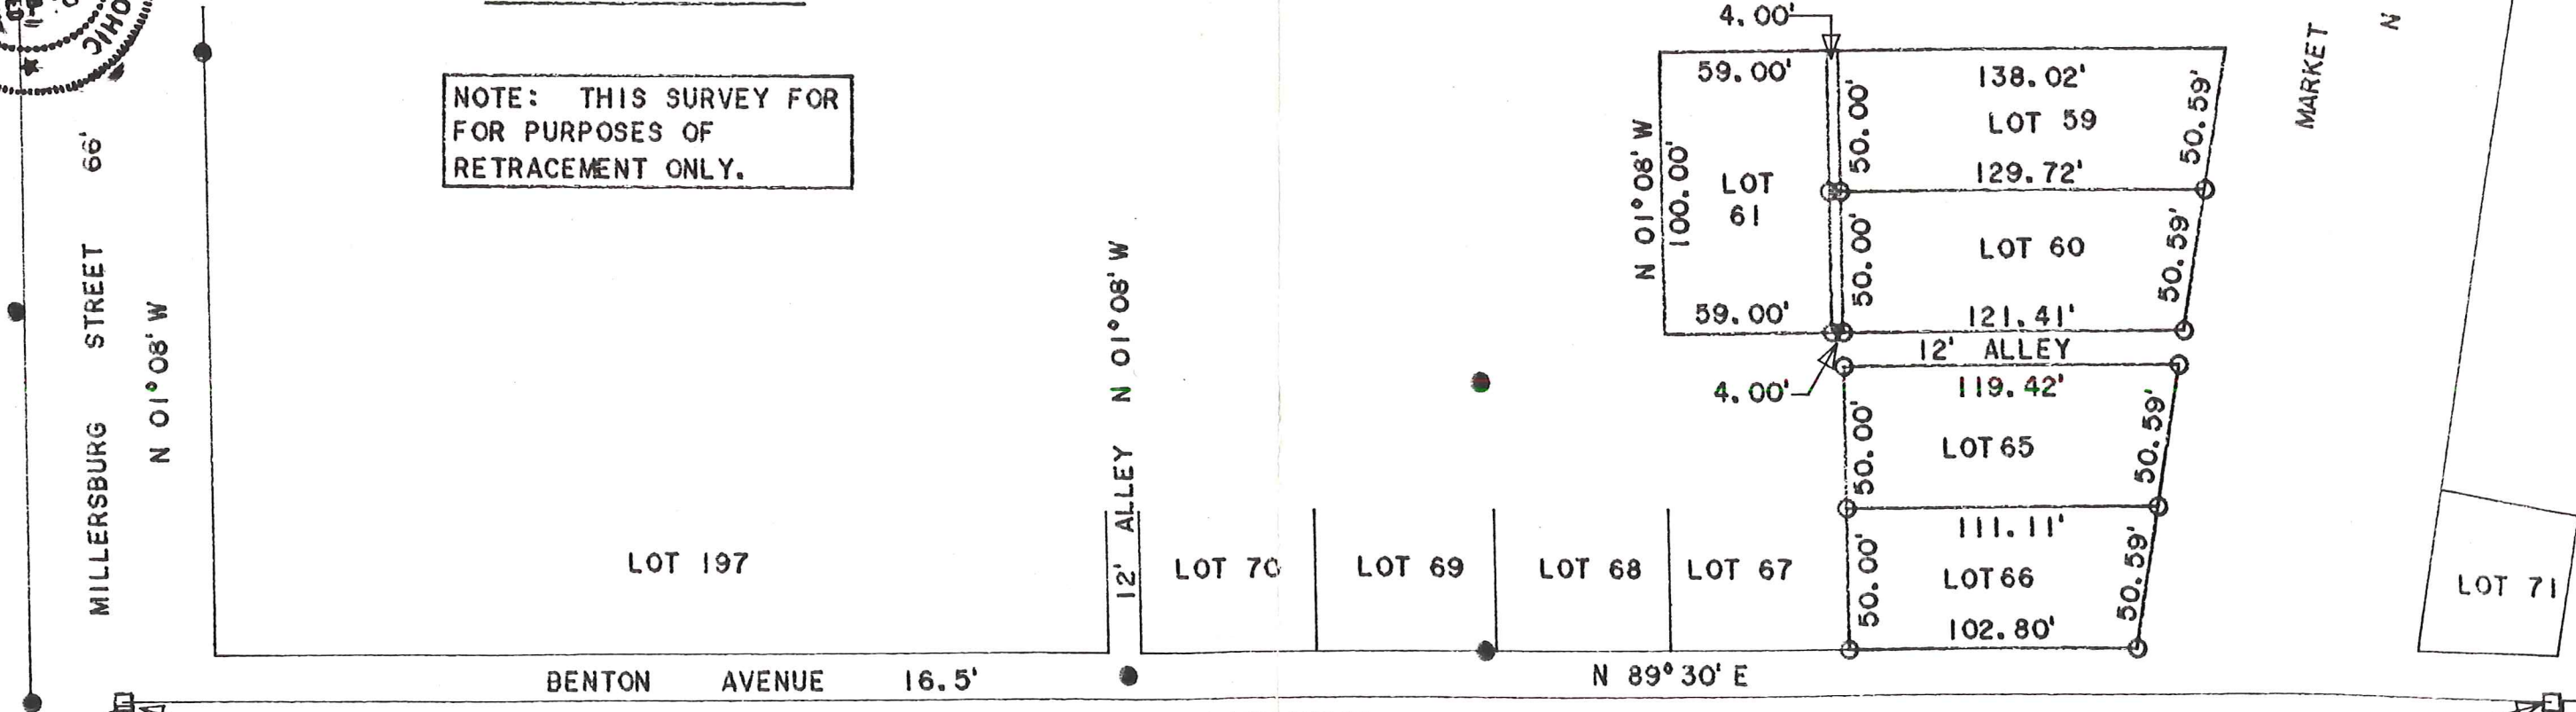 OHIO
MILLERSBURG STREET 66'
N 01°08' W
NOTE: THIS SURVEY FOR
FOR PURPOSES OF
RETRACEMENT ONLY.
LOT 197
12' ALLEY N 01°08' W
LOT 70
LOT 69
LOT 68
LOT 67
BENTON AVENUE 16.5'
N 89°30' E
4.00'
59.00'
N 01°08' W
100.00'
LOT
61
59.00'
4.00'
138.02'
50.00'
LOT 59
50.59'
129.72'
50.00'
LOT 60
50.59'
121.41'
12' ALLEY
119.42'
50.00'
LOT 65
50.59'
111.11'
50.00'
LOT 66
50.59'
102.80'
MARKET
N
LOT 71